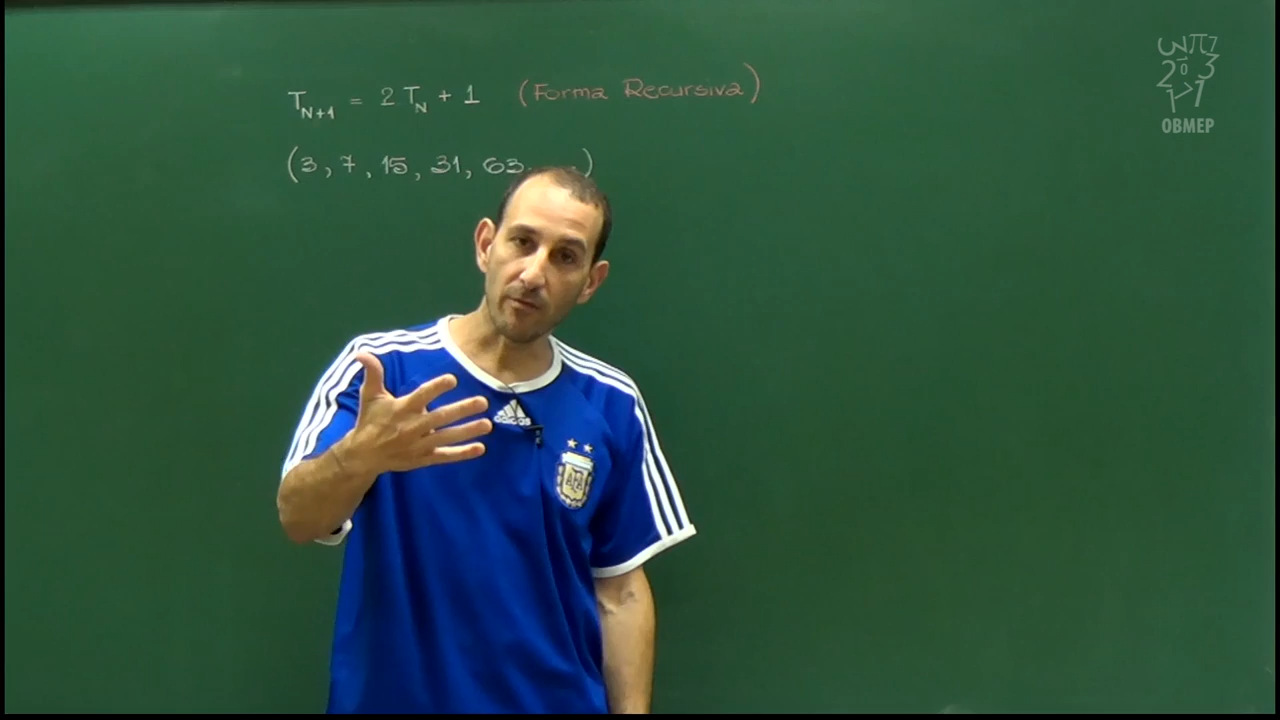 T_{N+1} = 2 T_N + 1 (Forma Recursiva)
(3, 7, 15, 31, 63, ...)
adidas
AFA
OBMEP